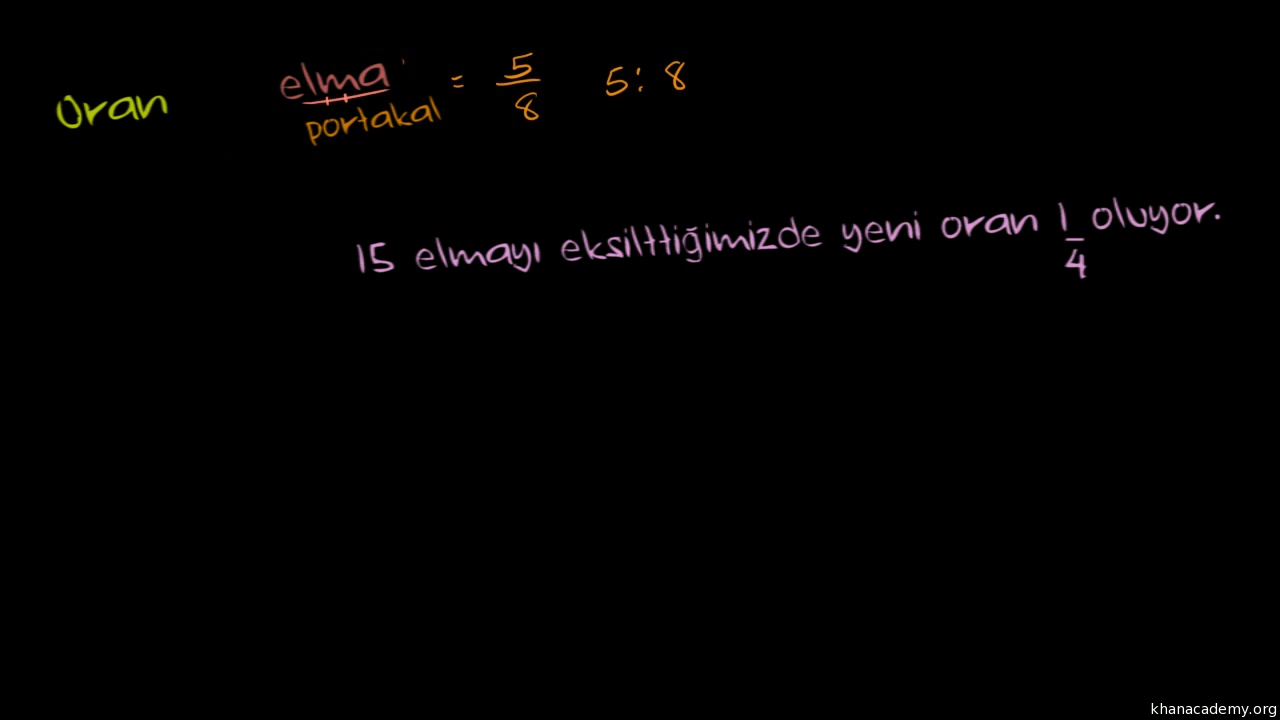 Oran elma / portakal = 5/8 5:8
15 elmayı eksilttiğimizde yeni oran 1/4 oluyor.
khanacademy.org